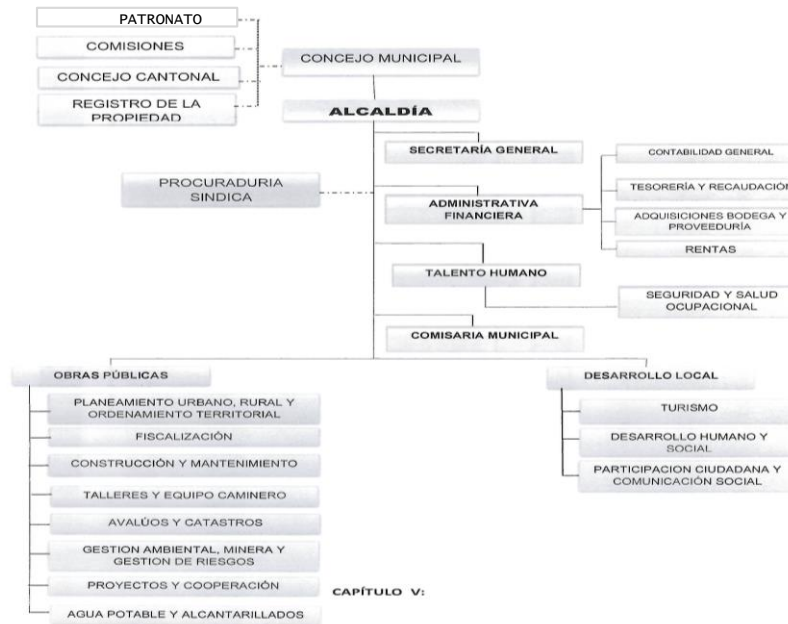 PATRONATO
COMISIONES
CONCEJO CANTONAL
REGISTRO DE LA
PROPIEDAD
CONCEJO MUNICIPAL
ALCALDÍA
SECRETARÍA GENERAL
PROCURADURIA
SINDICA
ADMINISTRATIVA
FINANCIERA
CONTABILIDAD GENERAL
TESORERÍA Y RECAUDACIÓN
ADQUISICIONES BODEGA Y
PROVEEDURÍA
RENTAS
TALENTO HUMANO
SEGURIDAD Y SALUD
OCUPACIONAL
COMISARIA MUNICIPAL
OBRAS PÚBLICAS
PLANEAMIENTO URBANO, RURAL Y
ORDENAMIENTO TERRITORIAL
FISCALIZACIÓN
CONSTRUCCIÓN Y MANTENIMIENTO
TALLERES Y EQUIPO CAMINERO
AVALÚOS Y CATASTROS
GESTION AMBIENTAL, MINERA Y
GESTION DE RIESGOS
PROYECTOS Y COOPERACIÓN
AGUA POTABLE Y ALCANTARILLADOS
DESARROLLO LOCAL
TURISMO
DESARROLLO HUMANO Y
SOCIAL
PARTICIPACION CIUDADANA Y
COMUNICACIÓN SOCIAL
CAPÍTULO V: